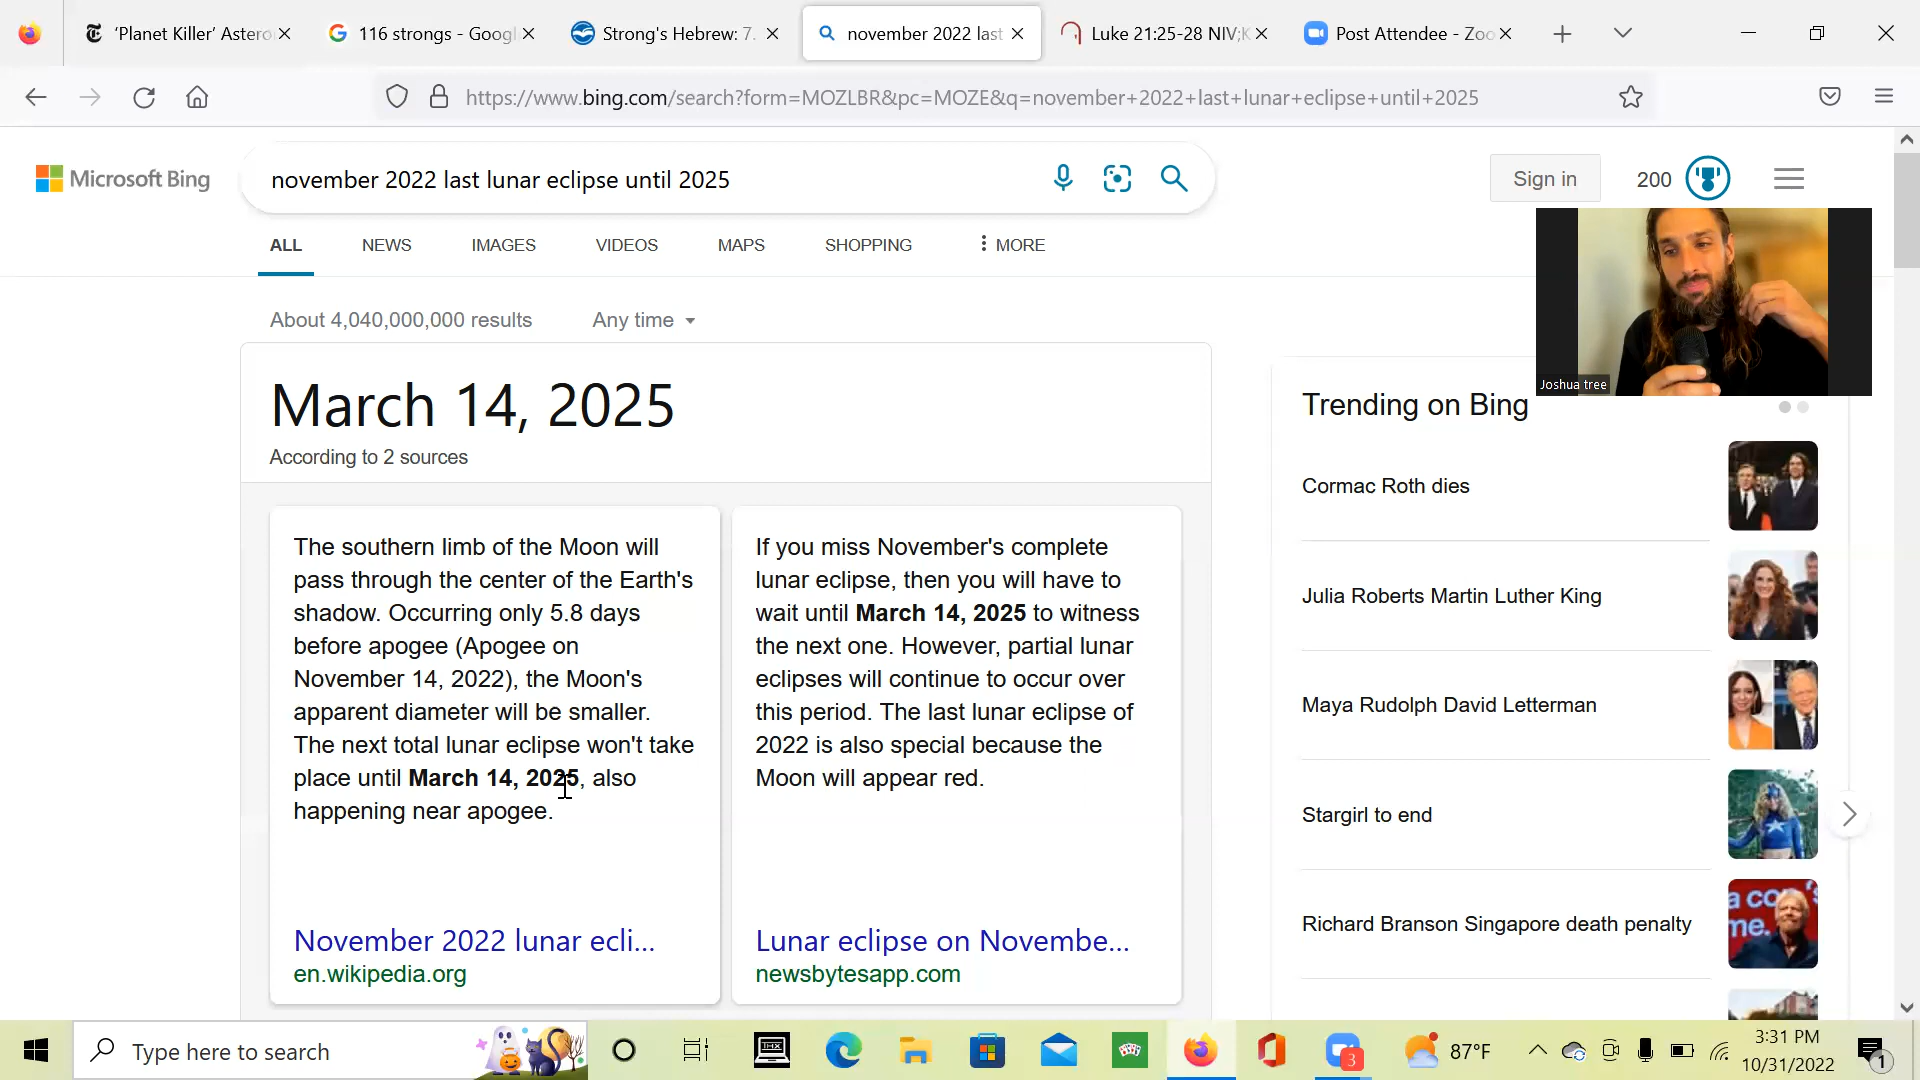 'Planet Killer' Astero
116 strongs - Googl
Strong's Hebrew: 7.
november 2022 last
Luke 21:25-28 NIV;K
Post Attendee - Zoo
https://www.bing.com/search?form=MOZLBR&pc=MOZE&q=november+2022+last+lunar+eclipse+until+2025
Microsoft Bing
november 2022 last lunar eclipse until 2025
Sign in
200
ALL
NEWS
IMAGES
VIDEOS
MAPS
SHOPPING
MORE
About 4,040,000,000 results
Any time
Joshua tree
March 14, 2025
According to 2 sources
The southern limb of the Moon will
pass through the center of the Earth's
shadow. Occurring only 5.8 days
before apogee (Apogee on
November 14, 2022), the Moon's
apparent diameter will be smaller.
The next total lunar eclipse won't take
place until March 14, 2025, also
happening near apogee.
November 2022 lunar ecli...
en.wikipedia.org
If you miss November's complete
lunar eclipse, then you will have to
wait until March 14, 2025 to witness
the next one. However, partial lunar
eclipses will continue to occur over
this period. The last lunar eclipse of
2022 is also special because the
Moon will appear red.
Lunar eclipse on Novembe...
newsbytesapp.com
Trending on Bing
Cormac Roth dies
Julia Roberts Martin Luther King
Maya Rudolph David Letterman
Stargirl to end
Richard Branson Singapore death penalty
Type here to search
THX
3
87°F
3:31 PM
10/31/2022
1